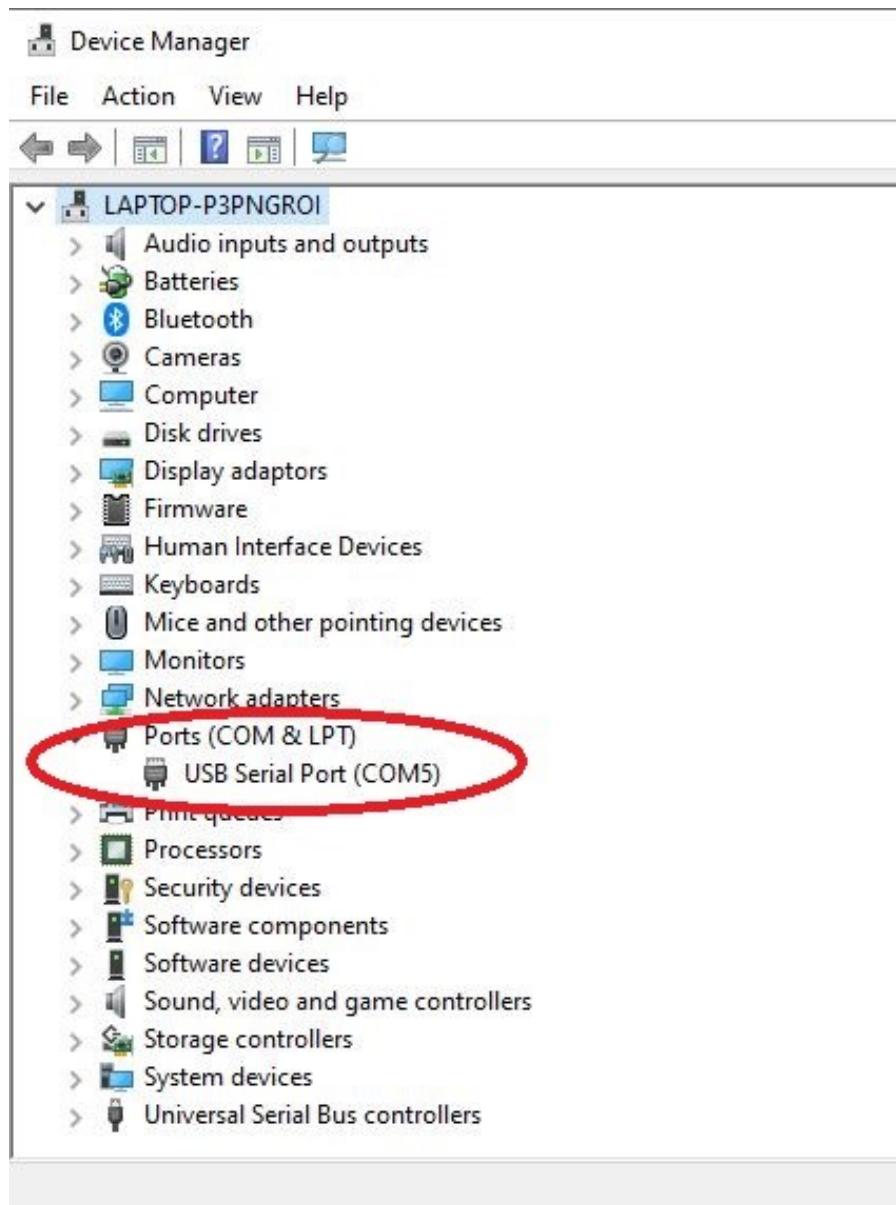 Device Manager
File Action View Help
LAPTOP-P3PNGROI
Audio inputs and outputs
Batteries
Bluetooth
Cameras
Computer
Disk drives
Display adaptors
Firmware
Human Interface Devices
Keyboards
Mice and other pointing devices
Monitors
Network adapters
Ports (COM & LPT)
USB Serial Port (COM5)
Print queues
Processors
Security devices
Software components
Software devices
Sound, video and game controllers
Storage controllers
System devices
Universal Serial Bus controllers